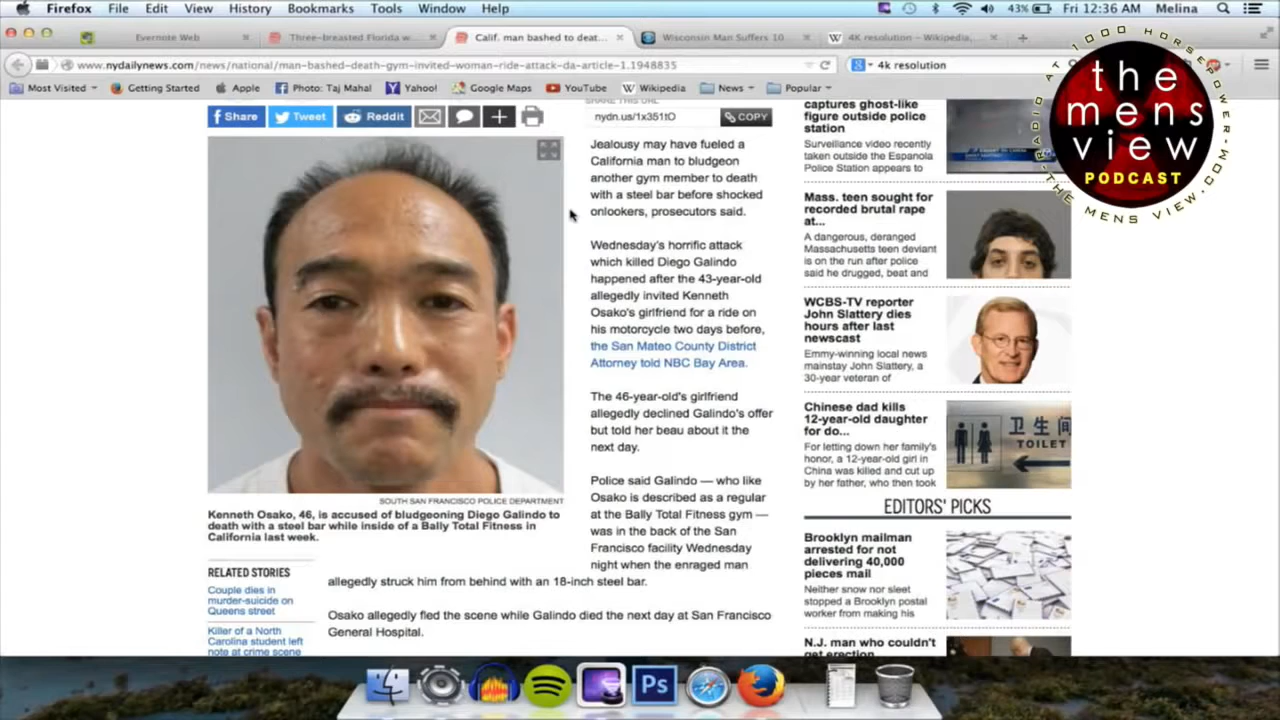 Firefox File Edit View History Bookmarks Tools Window Help
43% Fri 12:36 AM Melina
Evernote Web
Three-breasted Florida w...
Calif. man bashed to deat...
Wisconsin Man Suffers 10
4K resolution – Wikipedia,
www.nydailynews.com/news/national/man-bashed-death-gym-invited-woman-ride-attack-da-article-1.1948835
4k resolution
Most Visited Getting Started Apple Photo: Taj Mahal Yahoo! Google Maps YouTube Wikipedia News Popular
the
mens
view
PODCAST
RADIO AT 1000 HORSEPOWER
THE MENS VIEW.COM
Share Tweet Reddit
SHARE THIS URL
nydn.us/1x351tO COPY
Jealousy may have fueled a
California man to bludgeon
another gym member to death
with a steel bar before shocked
onlookers, prosecutors said.
Wednesday's horrific attack
which killed Diego Galindo
happened after the 43-year-old
allegedly invited Kenneth
Osako's girlfriend for a ride on
his motorcycle two days before,
the San Mateo County District
Attorney told NBC Bay Area.
The 46-year-old's girlfriend
allegedly declined Galindo's offer
but told her beau about it the
next day.
Police said Galindo — who like
Osako is described as a regular
at the Bally Total Fitness gym —
was in the back of the San
Francisco facility Wednesday
night when the enraged man
allegedly struck him from behind with an 18-inch steel bar.
Osako allegedly fled the scene while Galindo died the next day at San Francisco
General Hospital.
SOUTH SAN FRANCISCO POLICE DEPARTMENT
Kenneth Osako, 46, is accused of bludgeoning Diego Galindo to
death with a steel bar while inside of a Bally Total Fitness in
California last week.
RELATED STORIES
Couple dies in
murder-suicide on
Queens street
Killer of a North
Carolina student left
note at crime scene
captures ghost-like
figure outside police
station
Surveillance video recently
taken outside the Espanola
Police Station appears to
Mass. teen sought for
recorded brutal rape
at...
A dangerous, deranged
Massachusetts teen deviant
is on the run after police
said he drugged, beat and
WCBS-TV reporter
John Slattery dies
hours after last
newscast
Emmy-winning local news
mainstay John Slattery, a
30-year veteran of
Chinese dad kills
12-year-old daughter
for do...
For letting down her family's
honor, a 12-year-old girl in
China was killed and cut up
by her father, who then took
卫生间
TOILET
EDITORS' PICKS
Brooklyn mailman
arrested for not
delivering 40,000
pieces mail
Neither snow nor sleet
stopped a Brooklyn postal
worker from making his
N.J. man who couldn't
get erection
Ps